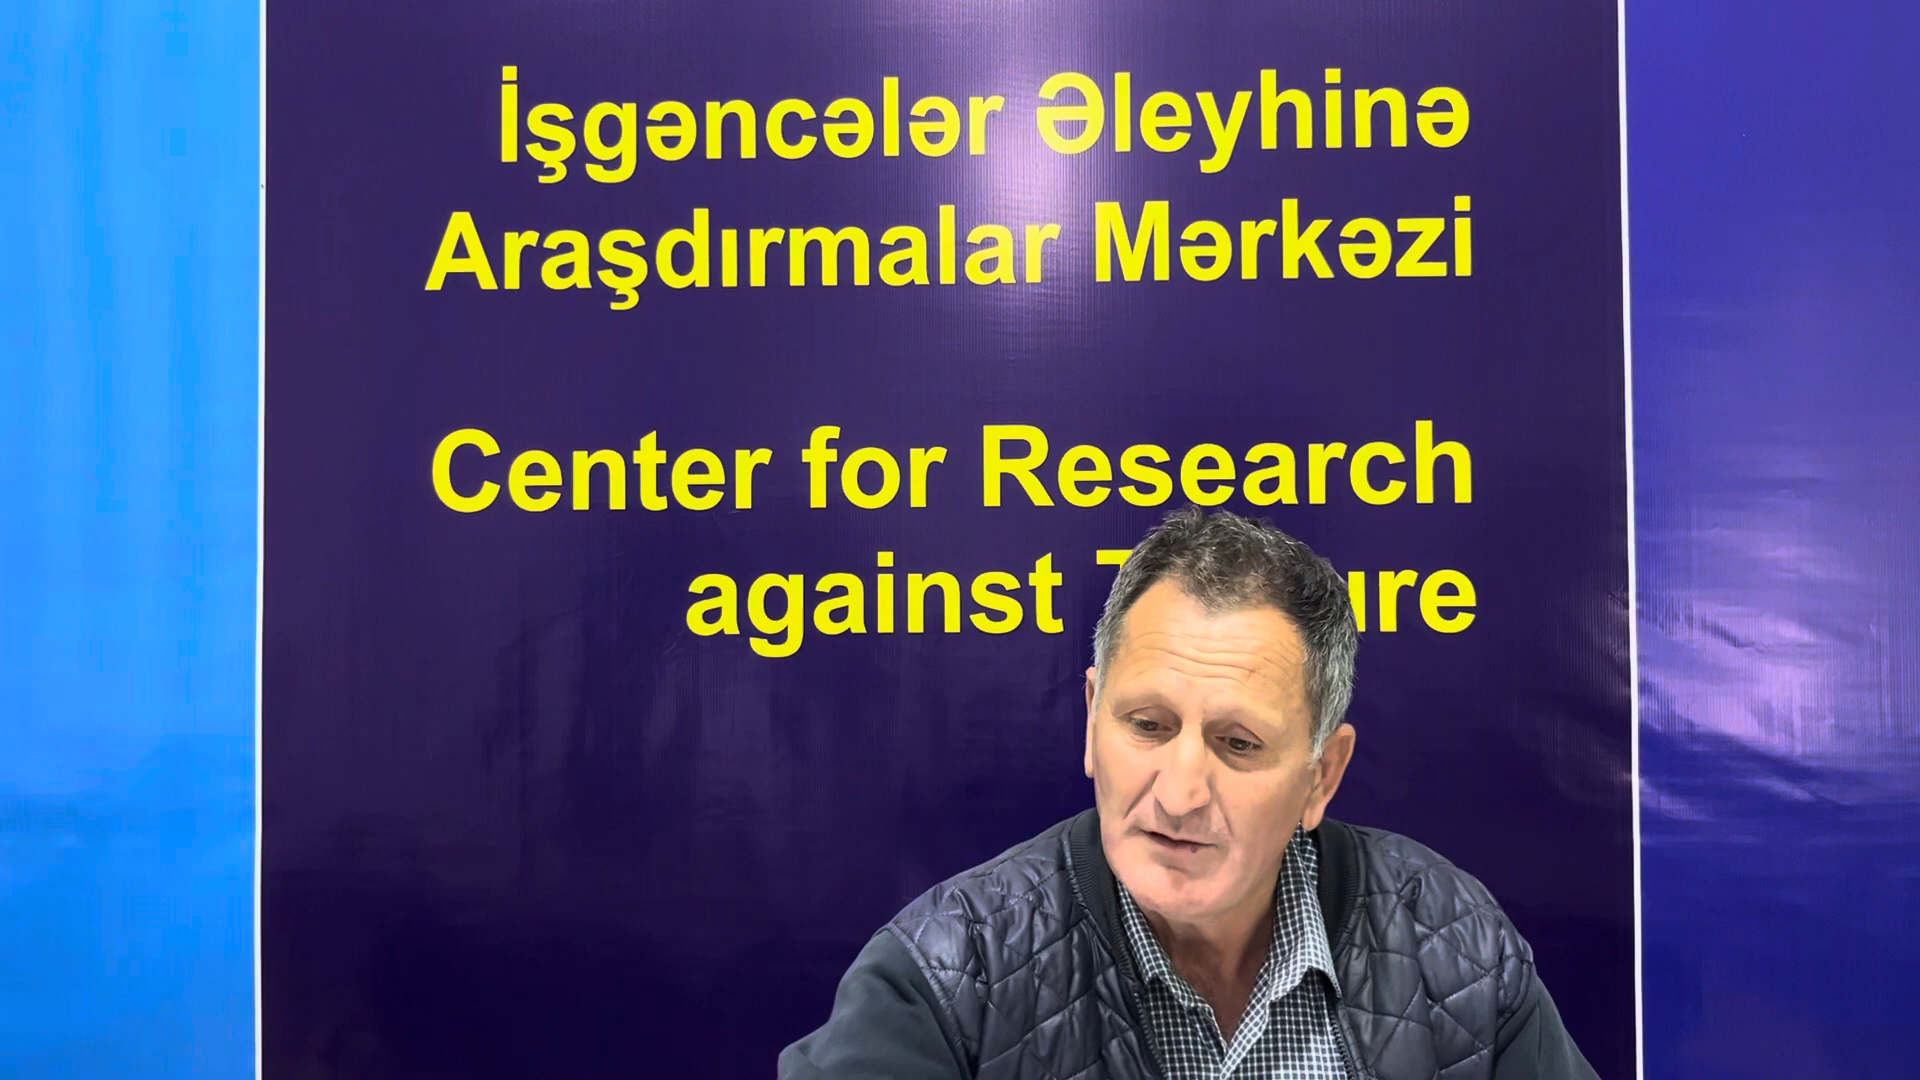 İşgəncələr Əleyhinə
Araşdırmalar Mərkəzi
Center for Research
against